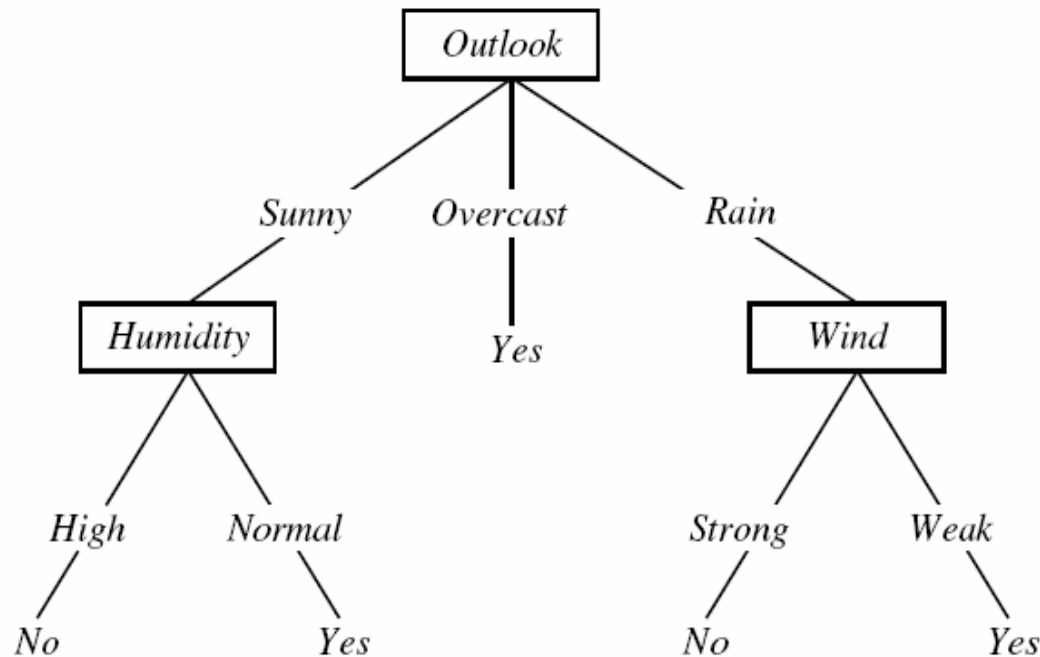 Outlook
Sunny Overcast Rain
Humidity Yes Wind
High Normal Strong Weak
No Yes No Yes